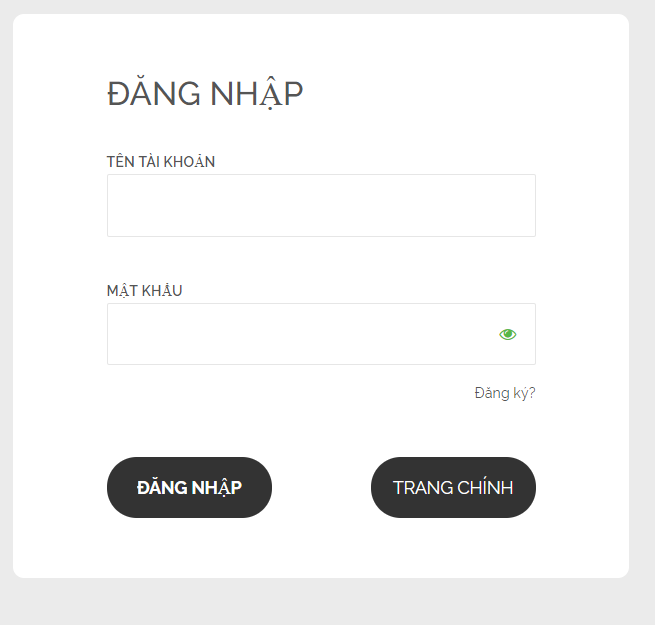 ĐĂNG NHẬP
TÊN TÀI KHOẢN
MẬT KHẨU
Đăng ký?
ĐĂNG NHẬP
TRANG CHÍNH